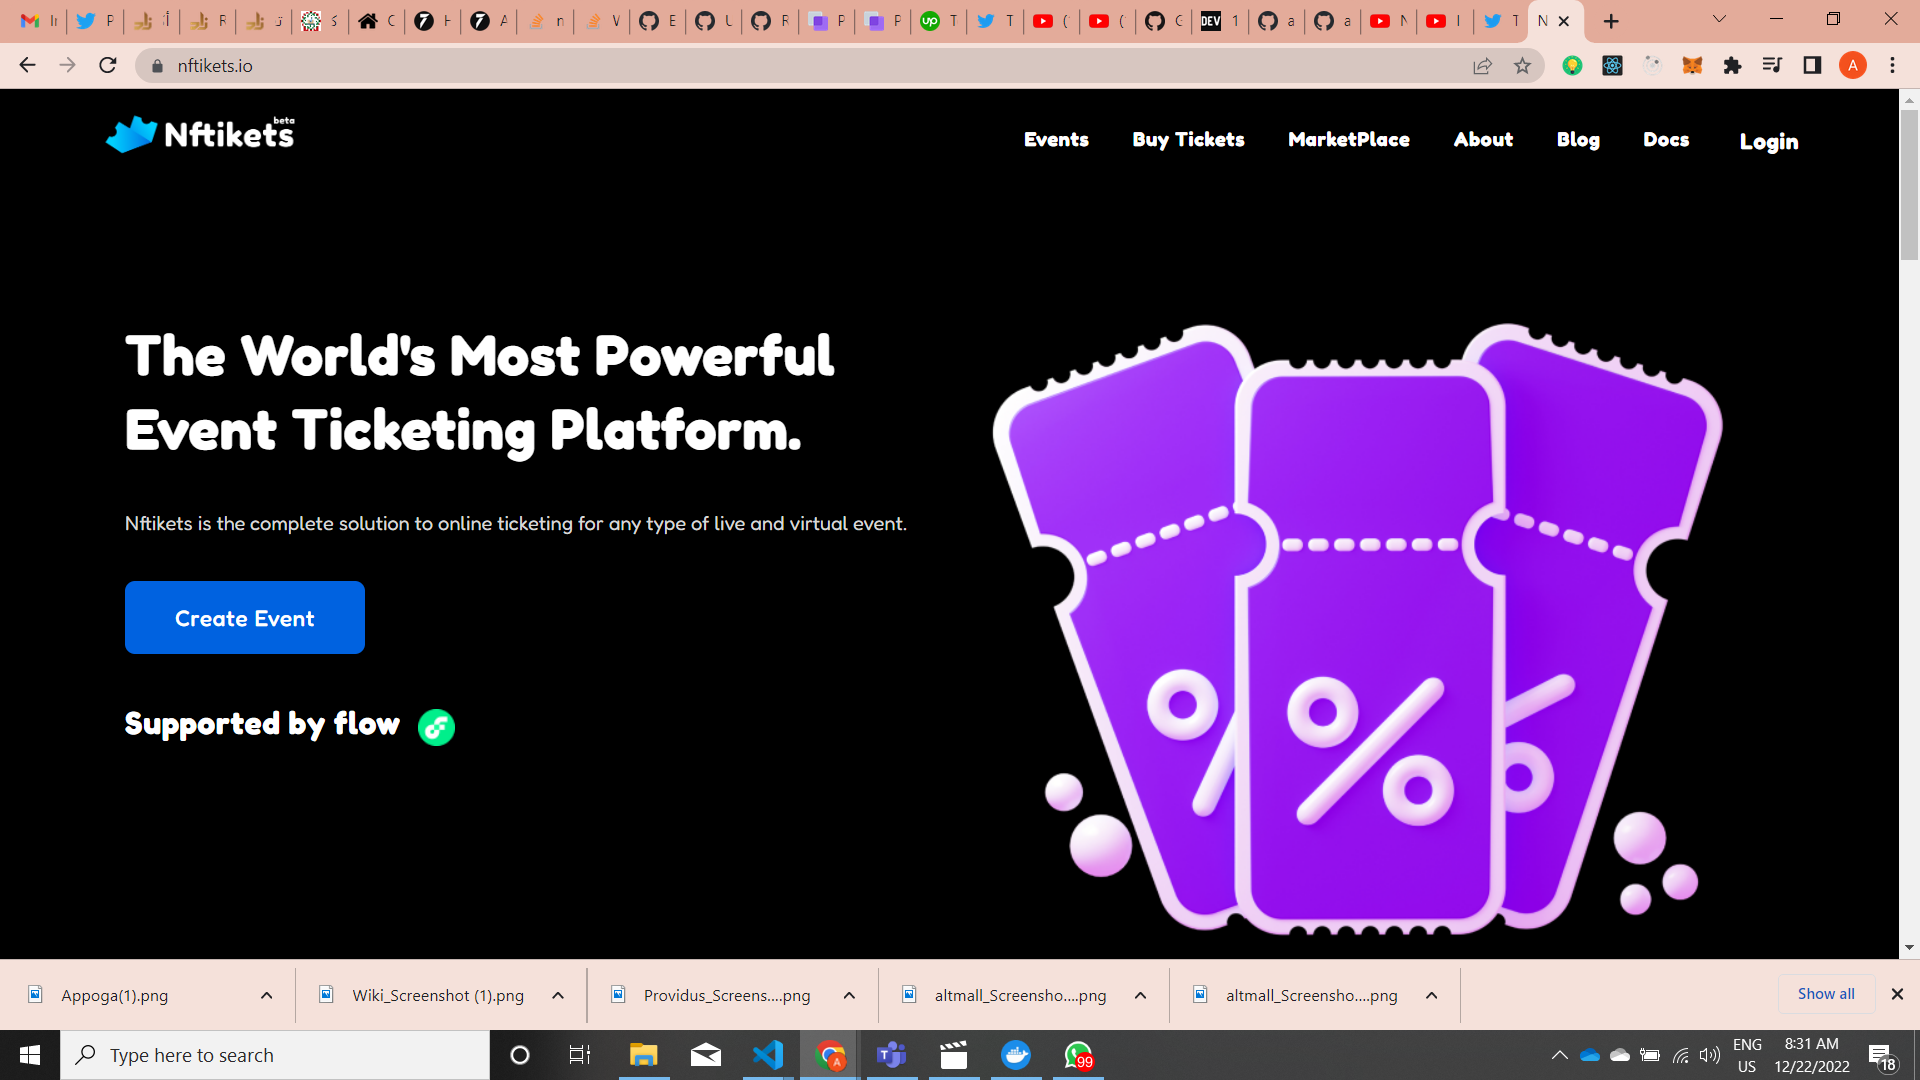 nftikets.io
A
Nftikets
beta
Events
Buy Tickets
MarketPlace
About
Blog
Docs
Login
The World's Most Powerful
Event Ticketing Platform.
Nftikets is the complete solution to online ticketing for any type of live and virtual event.
Create Event
Supported by flow
%
%
%
Appoga(1).png
Wiki_Screenshot (1).png
Providus_Screens....png
altmall_Screensho....png
altmall_Screensho....png
Show all
Type here to search
99
ENG
US
8:31 AM
12/22/2022
18